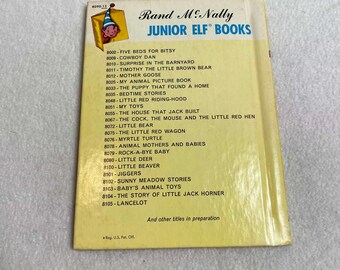 Rand McNally
JUNIOR ELF BOOKS
8002 - FIVE BEDS FOR BITSY
8009 - COWBOY DAN
8010 - SURPRISE IN THE BARNYARD
8011 - TIMOTHY THE LITTLE BROWN BEAR
8012 - MOTHER GOOSE
8025 - MY ANIMAL PICTURE BOOK
8033 - THE PUPPY THAT FOUND A HOME
8035 - BEDTIME STORIES
8046 - LITTLE RED RIDING-HOOD
8051 - MY TOYS
8055 - THE HOUSE THAT JACK BUILT
8067 - THE COCK, THE MOUSE AND THE LITTLE RED HEN
8072 - LITTLE BEAR
8075 - THE LITTLE RED WAGON
8076 - MYRTLE TURTLE
8078 - ANIMAL MOTHERS AND BABIES
8079 - ROCK-A-BYE BABY
8080 - LITTLE DEER
8100 - LITTLE BEAVER
8101 - JIGGERS
8102 - SUNNY MEADOW STORIES
8103 - BABY'S ANIMAL TOYS
8104 - THE STORY OF LITTLE JACK HORNER
8105 - LANCELOT
And other titles in preparation